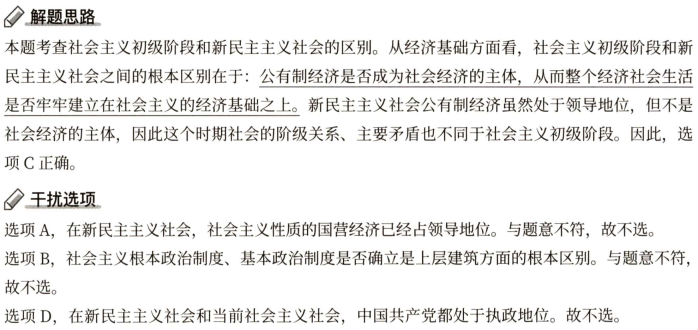 解题思路
本题考查社会主义初级阶段和新民主主义社会的区别。从经济基础方面看，社会主义初级阶段和新
民主主义社会之间的根本区别在于：公有制经济是否成为社会经济的主体，从而整个经济社会生活
是否牢牢建立在社会主义的经济基础之上。新民主主义社会公有制经济虽然处于领导地位，但不是
社会经济的主体，因此这个时期社会的阶级关系、主要矛盾也不同于社会主义初级阶段。因此，选
项 C 正确。
干扰选项
选项 A，在新民主主义社会，社会主义性质的国营经济已经占领导地位。与题意不符，故不选。
选项 B，社会主义根本政治制度、基本政治制度是否确立是上层建筑方面的根本区别。与题意不符，
故不选。
选项 D，在新民主主义社会和当前社会主义社会，中国共产党都处于执政地位。故不选。